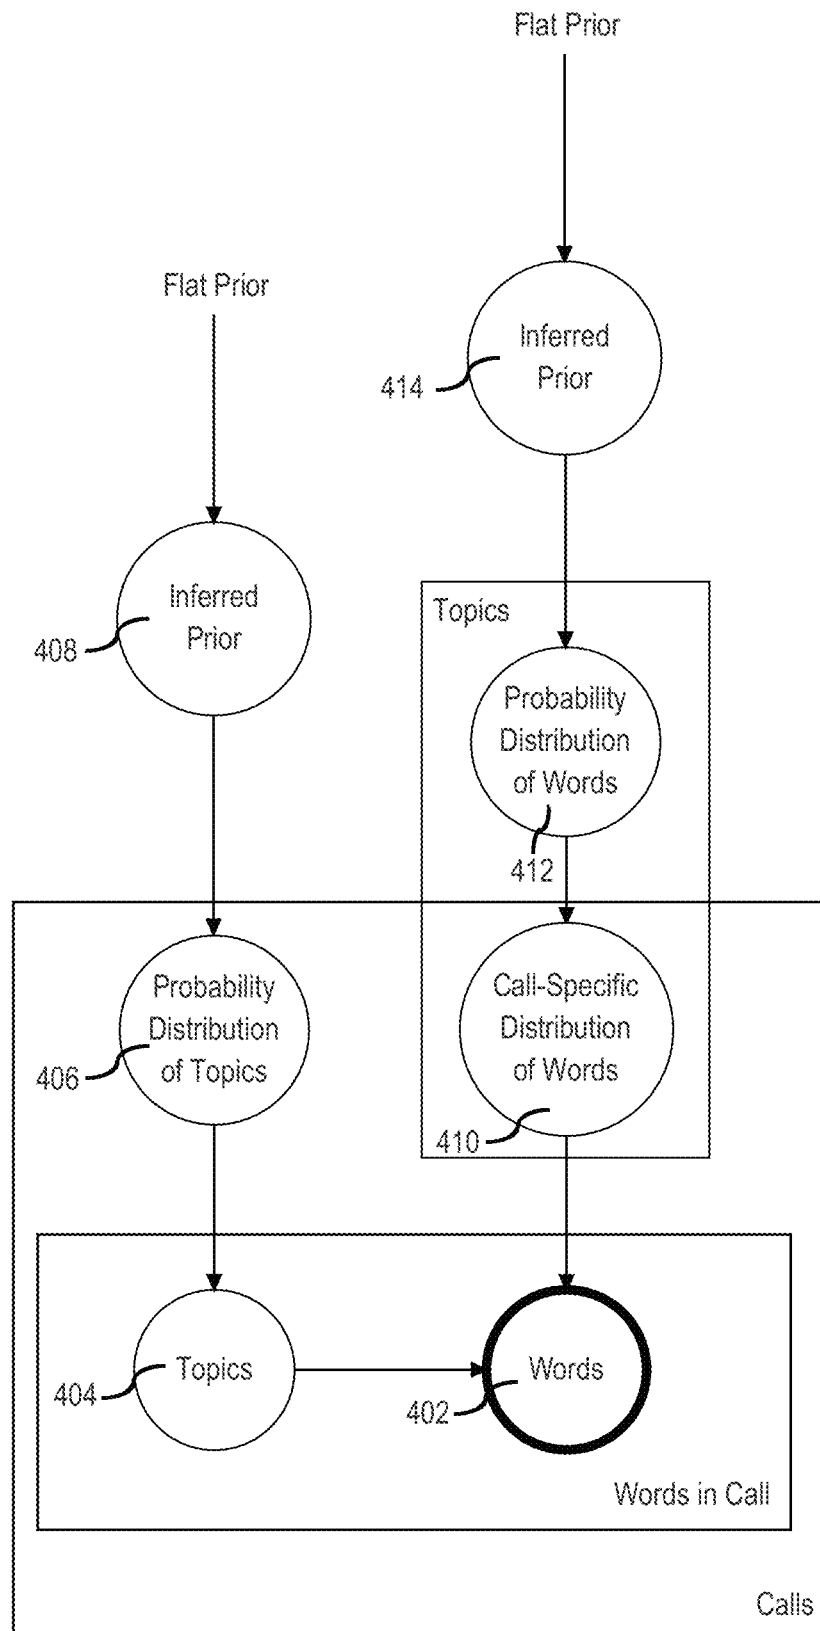 Flat Prior
Flat Prior
Inferred
Prior
414
Inferred
Prior
408
Topics
Probability
Distribution
of Words
412
Probability
Distribution
of Topics
406
Call-Specific
Distribution
of Words
410
Topics
404
Words
402
Words in Call
Calls